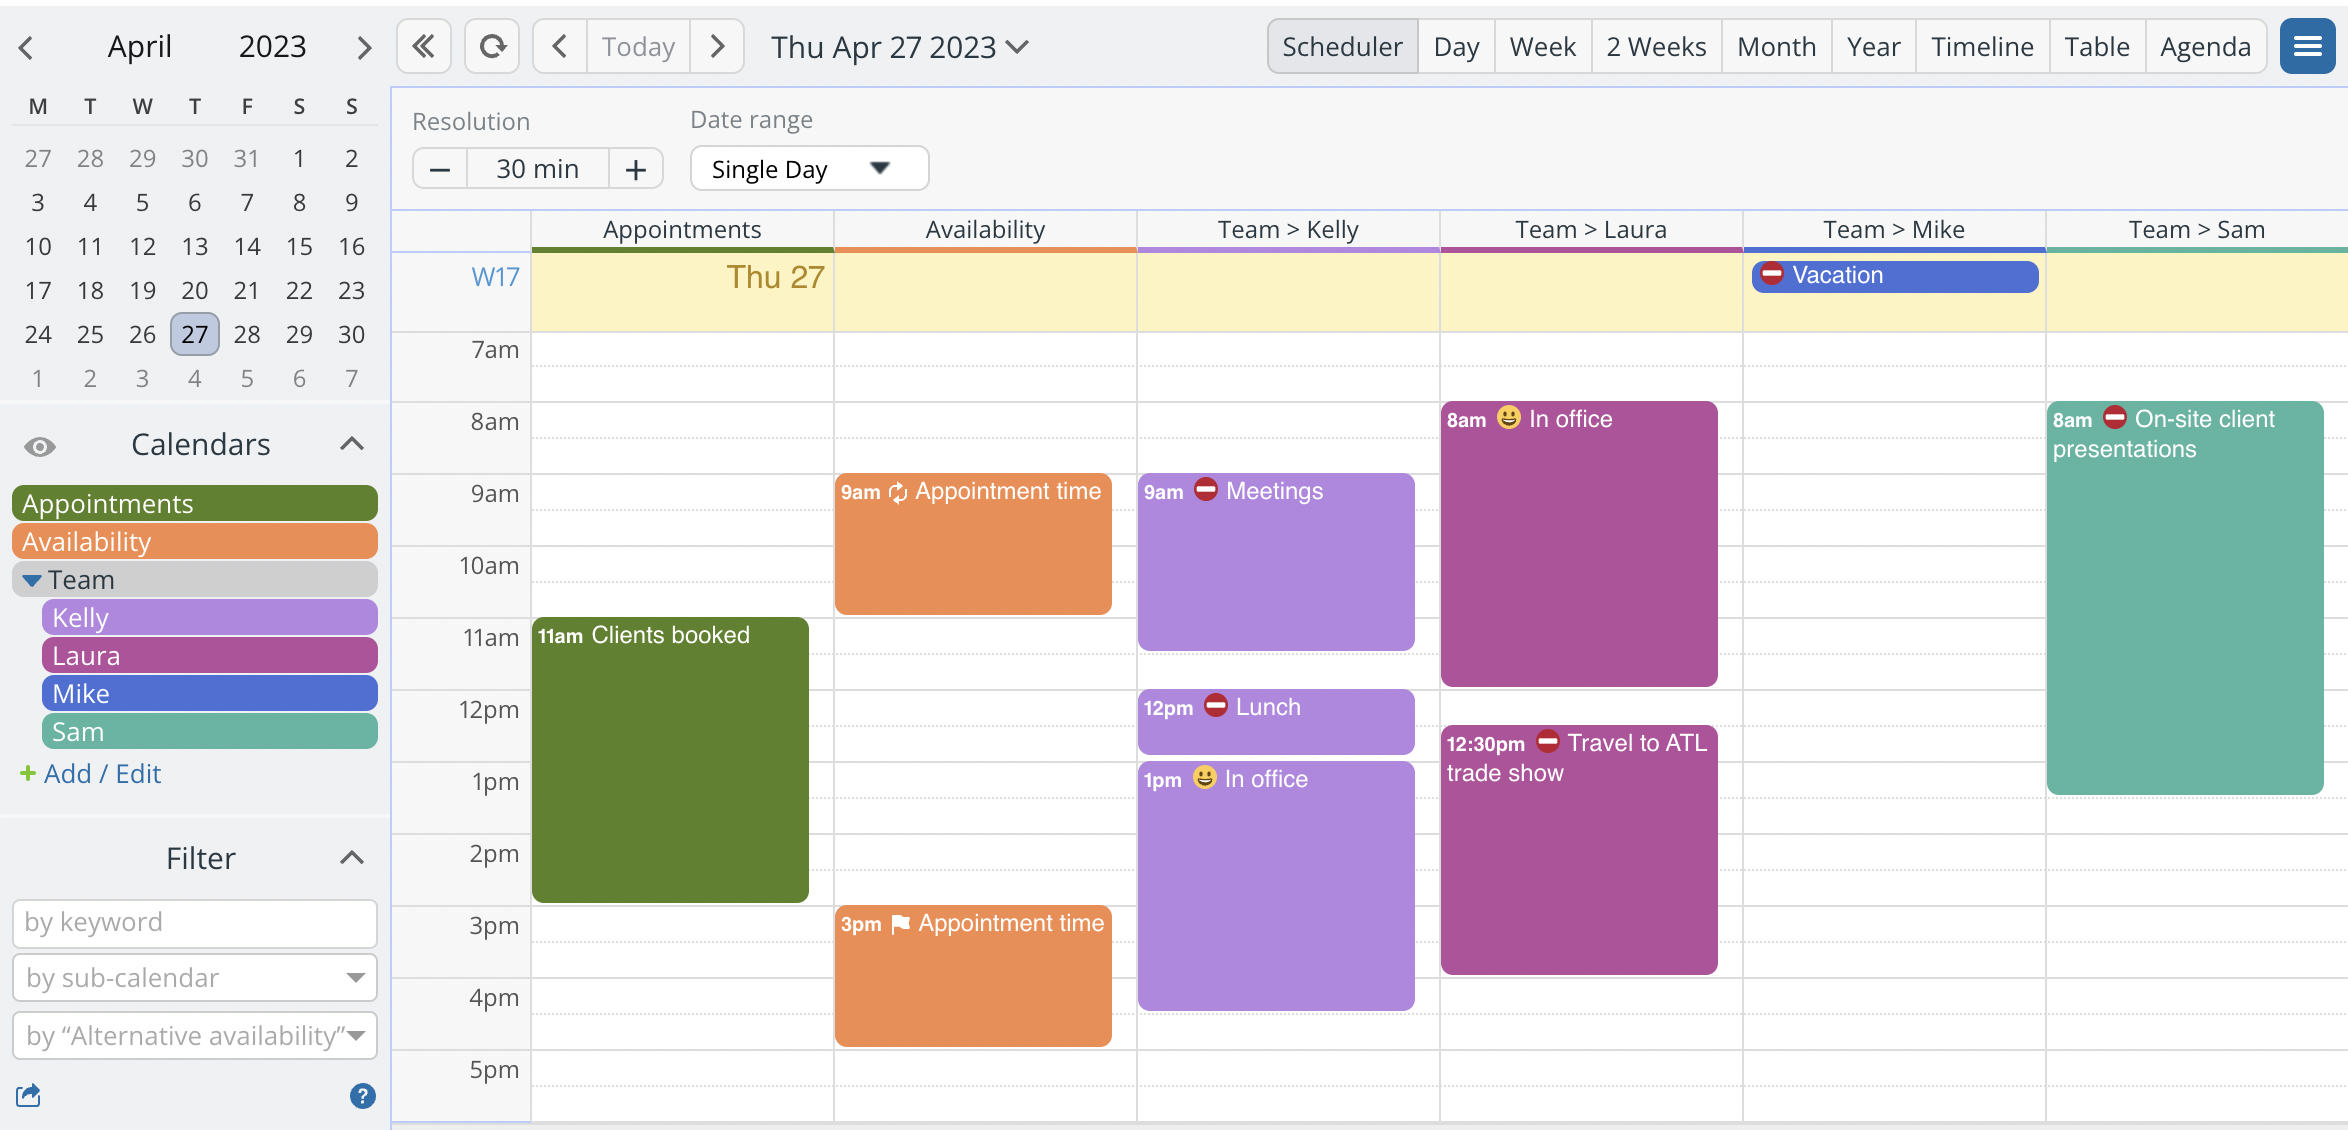 April 2023
M T W T F S S
27 28 29 30 31 1 2
3 4 5 6 7 8 9
10 11 12 13 14 15 16
17 18 19 20 21 22 23
24 25 26 27 28 29 30
1 2 3 4 5 6 7
Calendars
Appointments
Availability
Team
Kelly
Laura
Mike
Sam
+ Add / Edit
Filter
by keyword
by sub-calendar
by “Alternative availability”
?
Today
Thu Apr 27 2023
Scheduler Day Week 2 Weeks Month Year Timeline Table Agenda
Resolution
− 30 min +
Date range
Single Day
Appointments Availability Team > Kelly Team > Laura Team > Mike Team > Sam
W17 Thu 27
Vacation
7am
8am
9am
10am
11am
12pm
1pm
2pm
3pm
4pm
5pm
11am Clients booked
9am Appointment time
3pm Appointment time
9am Meetings
12pm Lunch
1pm In office
8am In office
12:30pm Travel to ATL
trade show
8am On-site client
presentations